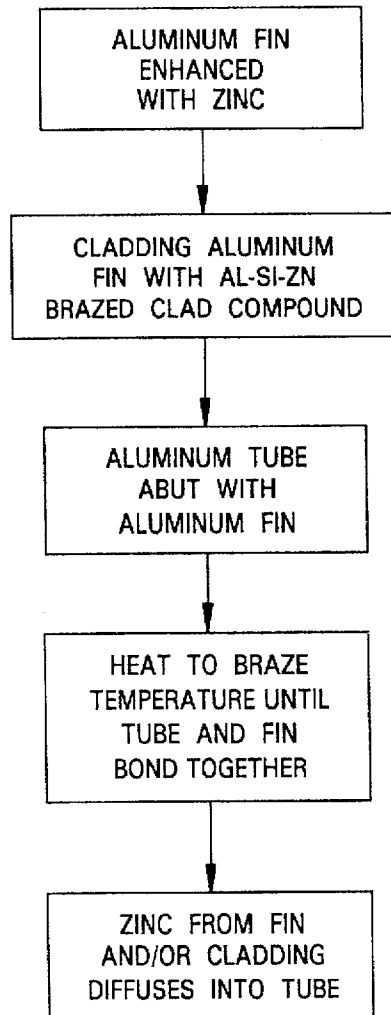 ALUMINUM FIN
ENHANCED
WITH ZINC
CLADDING ALUMINUM
FIN WITH AL-SI-ZN
BRAZED CLAD COMPOUND
ALUMINUM TUBE
ABUT WITH
ALUMINUM FIN
HEAT TO BRAZE
TEMPERATURE UNTIL
TUBE AND FIN
BOND TOGETHER
ZINC FROM FIN
AND/OR CLADDING
DIFFUSES INTO TUBE